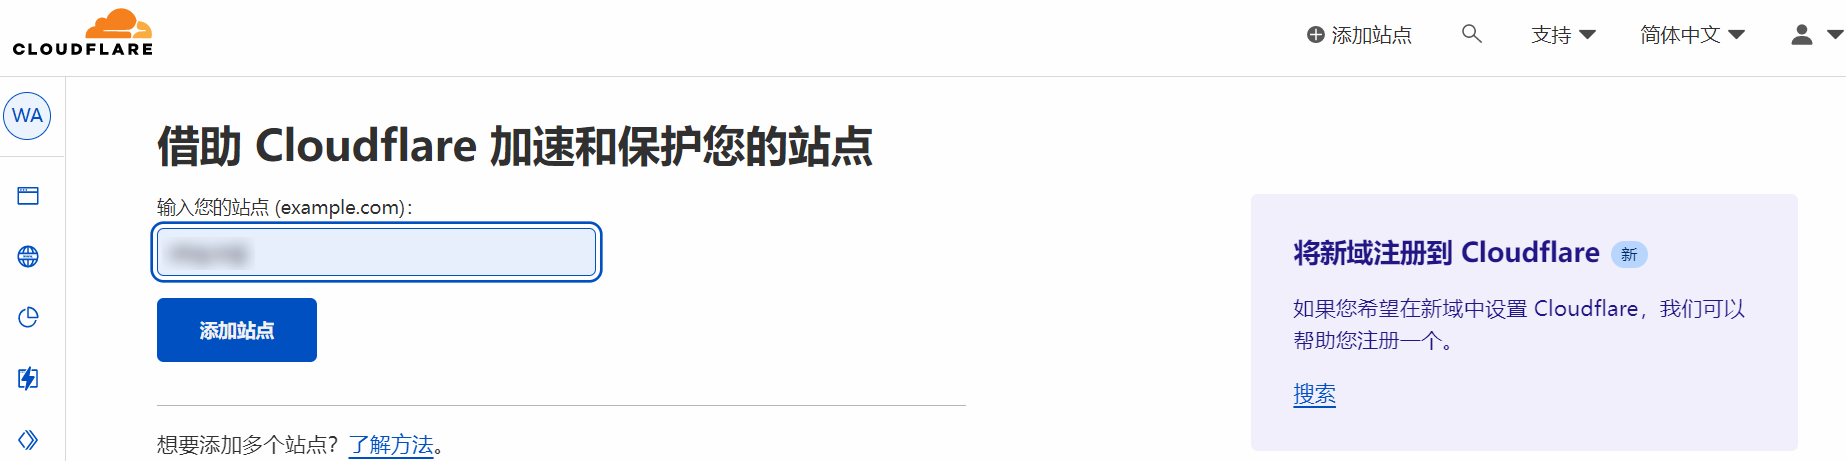 CLOUDFLARE
添加站点
支持
简体中文
WA
借助 Cloudflare 加速和保护您的站点
输入您的站点 (example.com)：
添加站点
想要添加多个站点？了解方法。
将新域注册到 Cloudflare 新
如果您希望在新域中设置 Cloudflare，我们可以
帮助您注册一个。
搜索